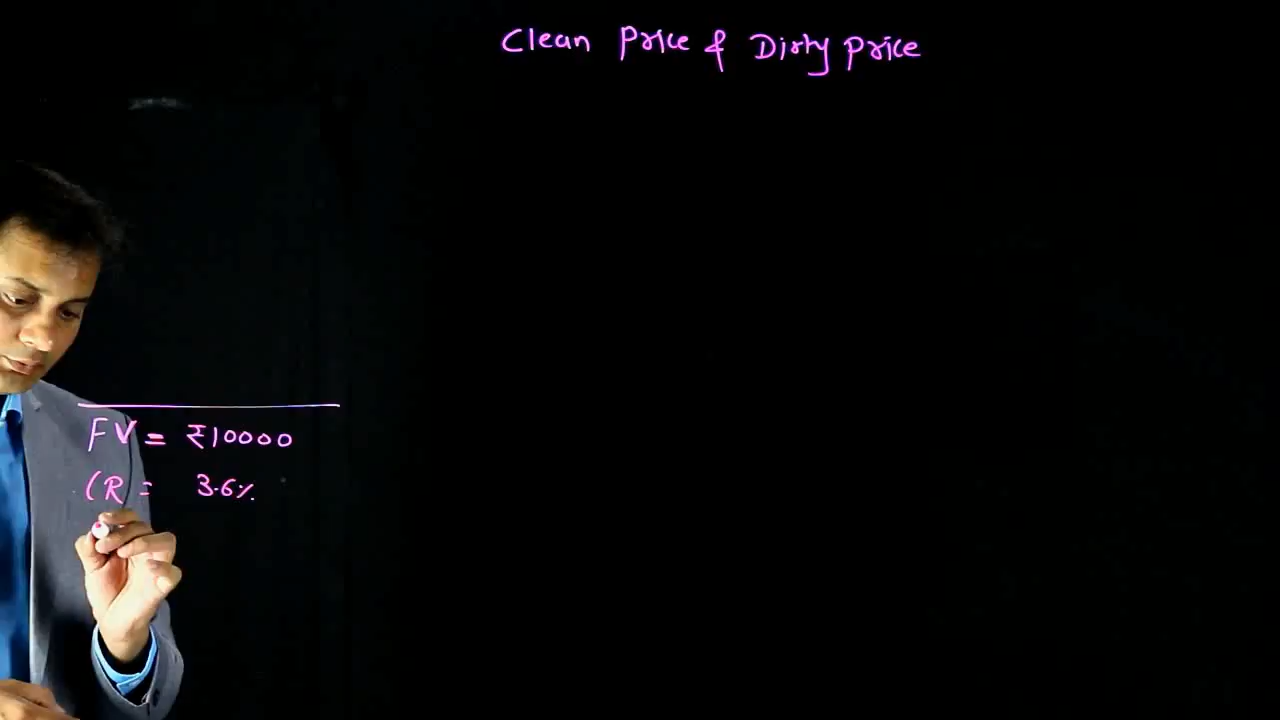 Clean Price & Dirty Price
FV = ₹10000
CR = 3.6%